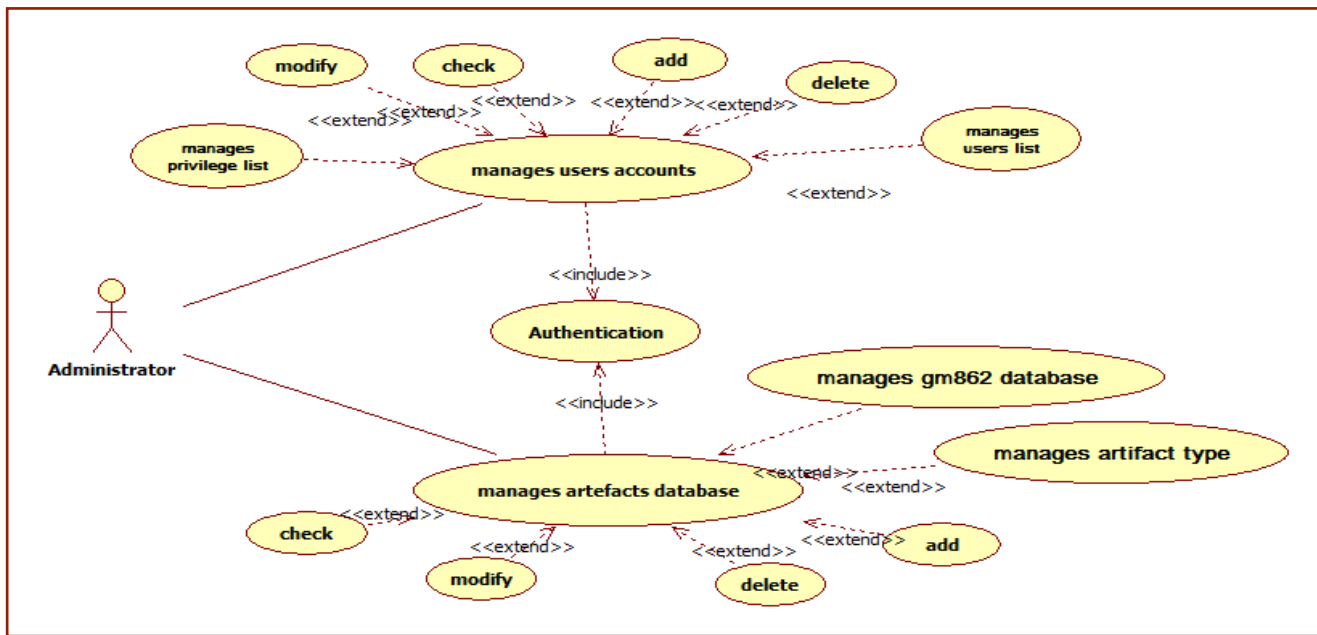 modify
check
add
delete
<<extend>>
<<extend>>
<<extend>>
<<extend>>
<<extend>>
manages
privilege list
manages users accounts
manages
users list
<<extend>>
<<include>>
Authentication
Administrator
<<include>>
manages gm862 database
manages artifact type
<<extend>>
<<extend>>
manages artefacts database
<<extend>>
check
<<extend>>
modify
<<extend>>
delete
<<extend>>
add